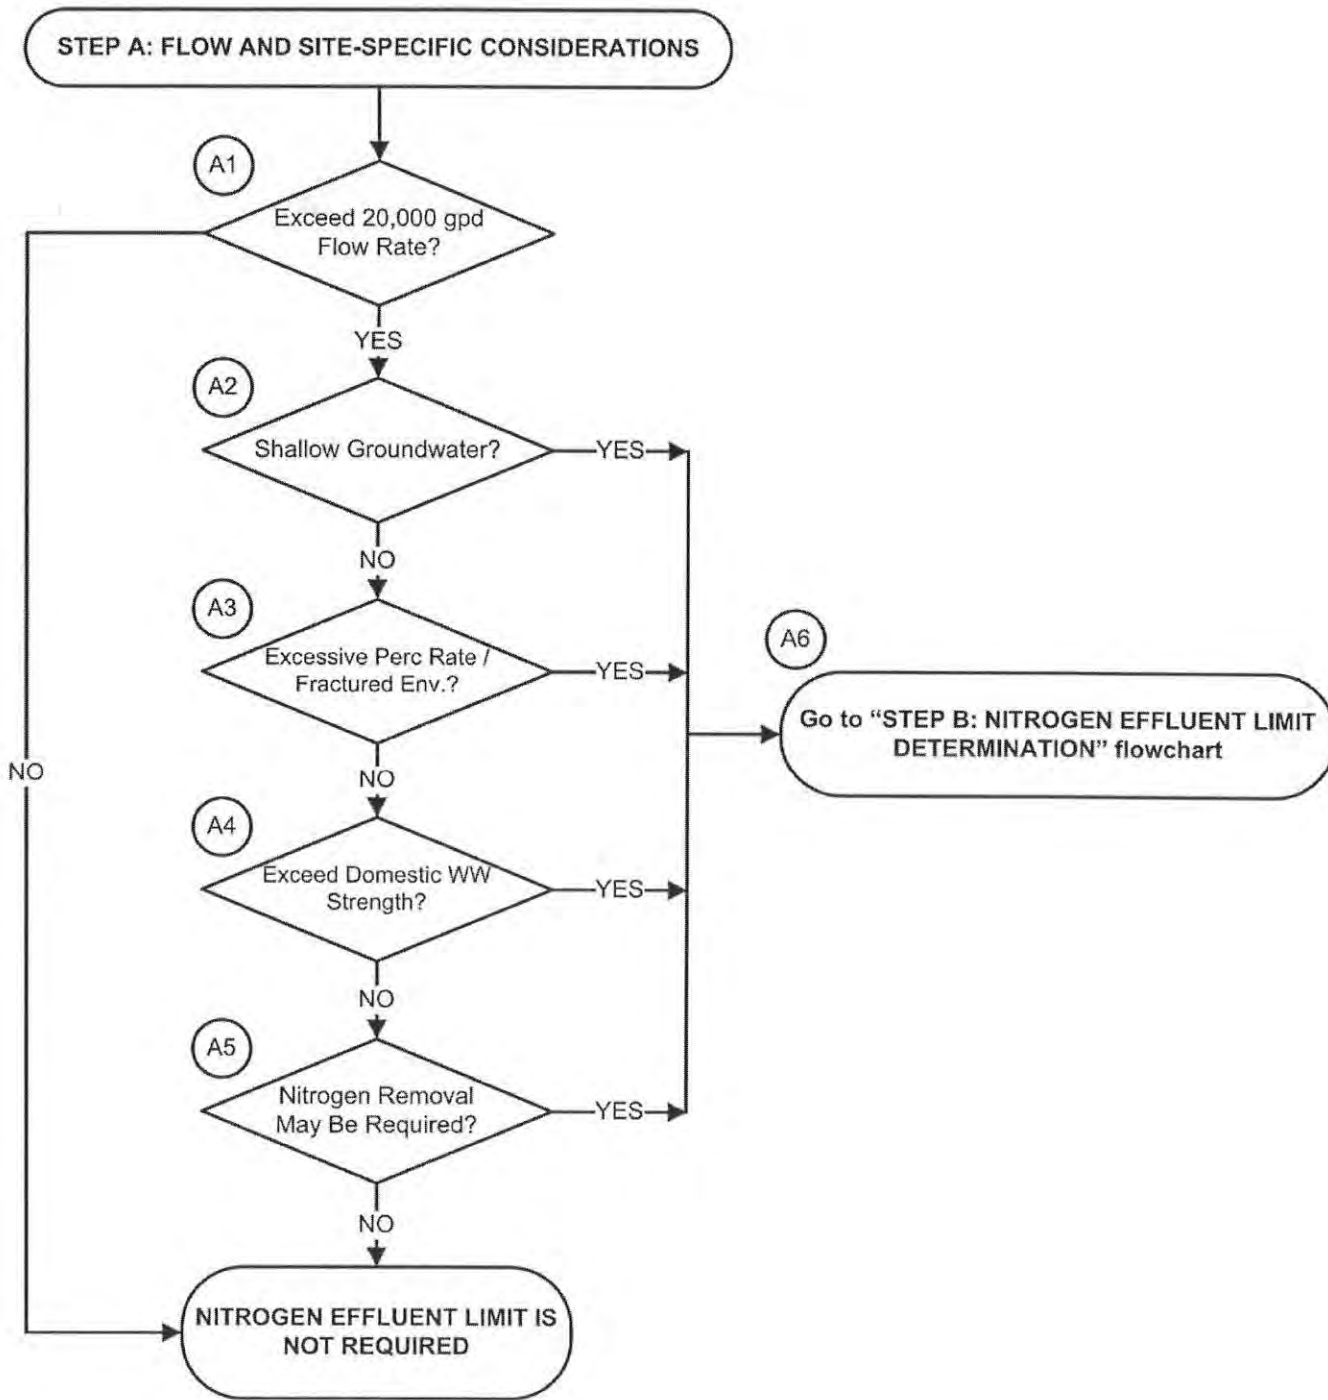 STEP A: FLOW AND SITE-SPECIFIC CONSIDERATIONS
A1
Exceed 20,000 gpd
Flow Rate?
YES
A2
Shallow Groundwater?
YES
NO
A3
Excessive Perc Rate /
Fractured Env.?
YES
A6
Go to “STEP B: NITROGEN EFFLUENT LIMIT
DETERMINATION” flowchart
NO
NO
A4
Exceed Domestic WW
Strength?
YES
NO
A5
Nitrogen Removal
May Be Required?
YES
NO
NITROGEN EFFLUENT LIMIT IS
NOT REQUIRED